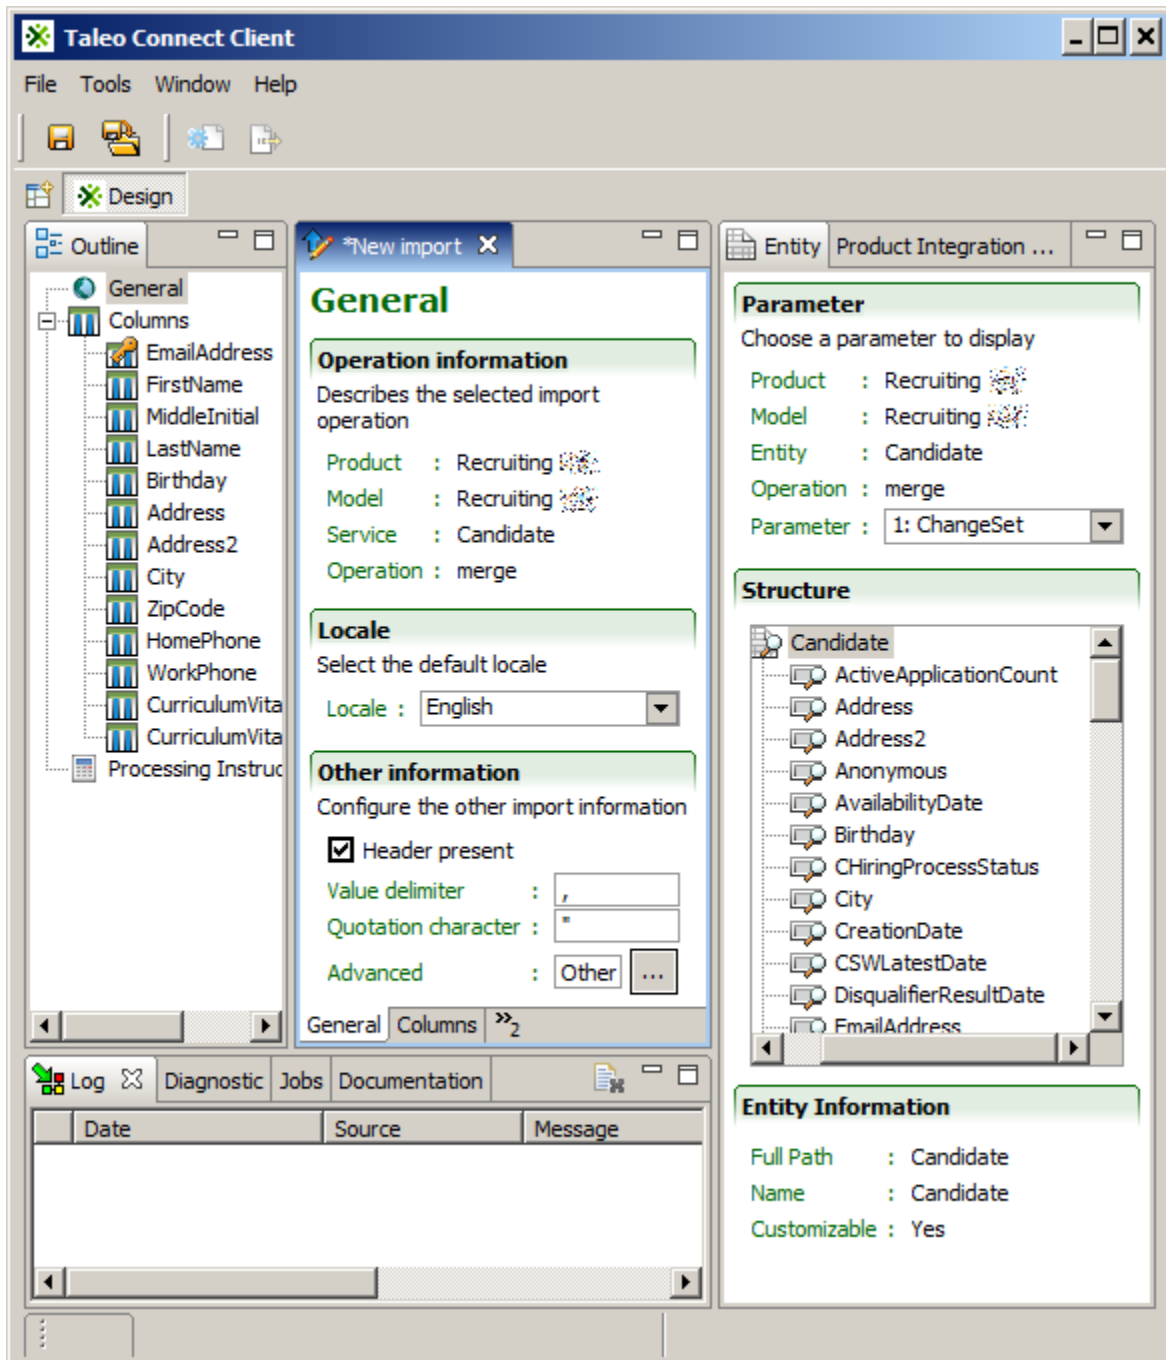 Taleo Connect Client
File Tools Window Help
Design
Outline
General
Columns
EmailAddress
FirstName
MiddleInitial
LastName
Birthday
Address
Address2
City
ZipCode
HomePhone
WorkPhone
CurriculumVita
CurriculumVita
Processing Instruc
*New import
General
Operation information
Describes the selected import
operation
Product : Recruiting
Model : Recruiting
Service : Candidate
Operation : merge
Locale
Select the default locale
Locale : English
Other information
Configure the other import information
Header present
Value delimiter : ,
Quotation character : "
Advanced : Other ...
General Columns »2
Entity Product Integration ...
Parameter
Choose a parameter to display
Product : Recruiting
Model : Recruiting
Entity : Candidate
Operation : merge
Parameter : 1: ChangeSet
Structure
Candidate
ActiveApplicationCount
Address
Address2
Anonymous
AvailabilityDate
Birthday
CHiringProcessStatus
City
CreationDate
CSWLatestDate
DisqualifierResultDate
EmailAddress
Entity Information
Full Path : Candidate
Name : Candidate
Customizable : Yes
Log Diagnostic Jobs Documentation
Date Source Message